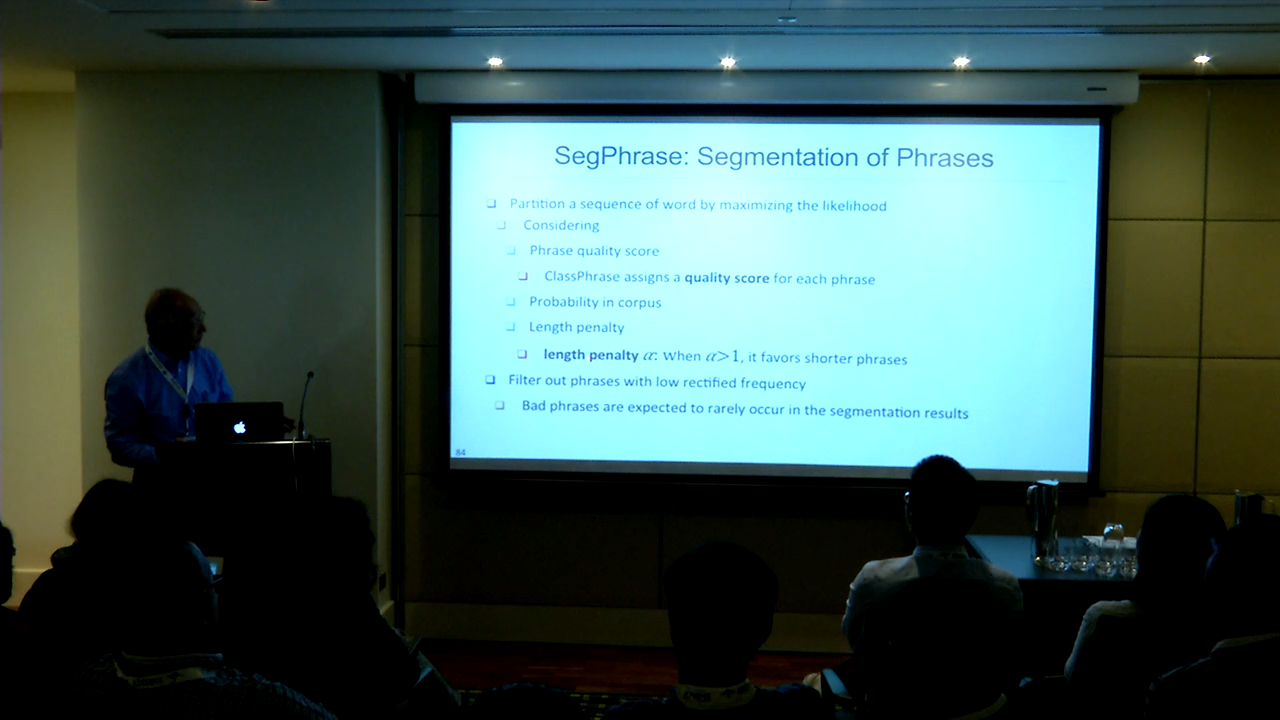 SegPhrase: Segmentation of Phrases
Partition a sequence of word by maximizing the likelihood
Considering
Phrase quality score
ClassPhrase assigns a quality score for each phrase
Probability in corpus
Length penalty
length penalty α: When α>1, it favors shorter phrases
Filter out phrases with low rectified frequency
Bad phrases are expected to rarely occur in the segmentation results
84